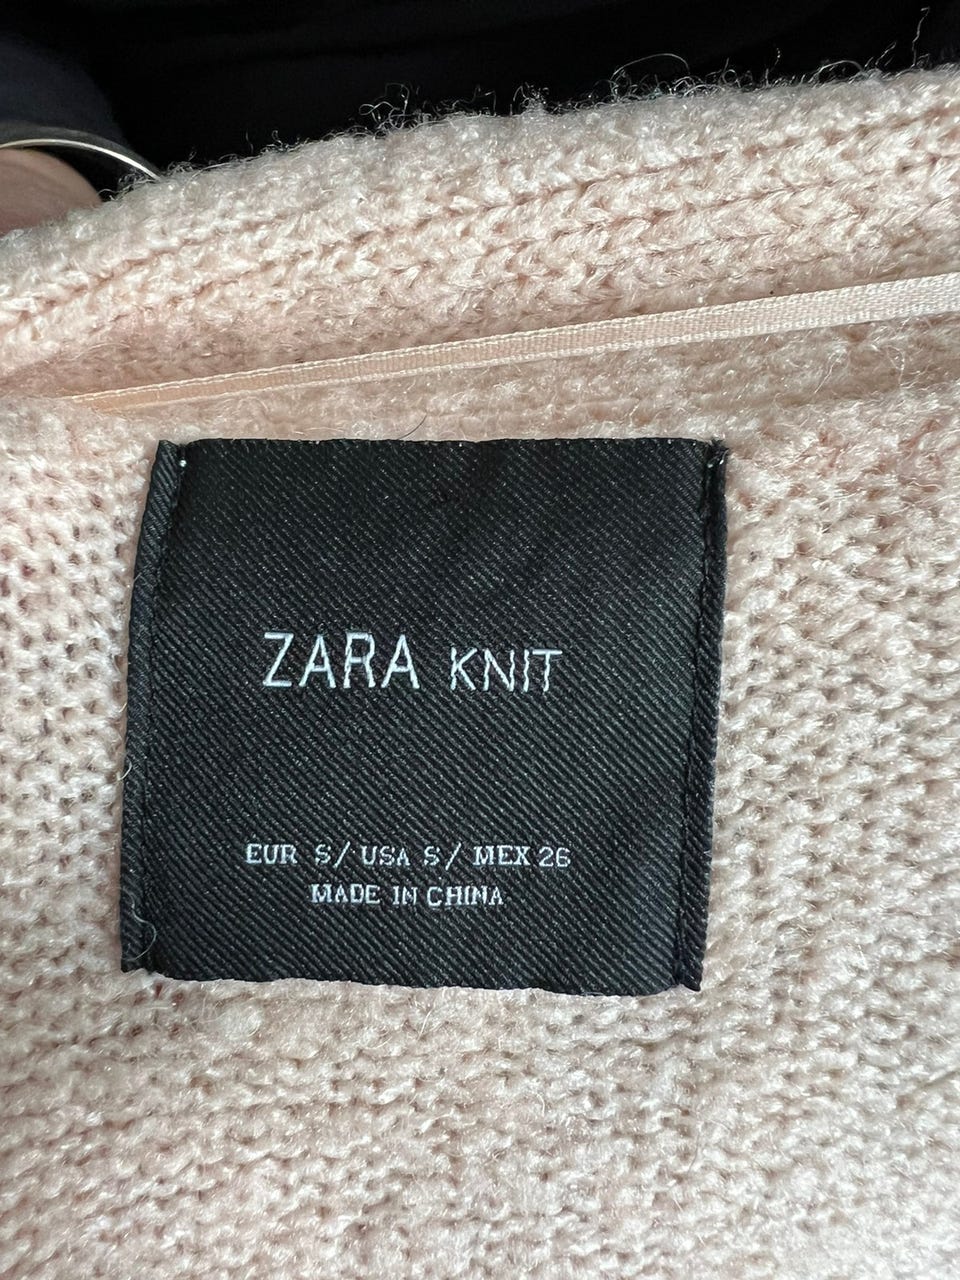 ZARA KNIT
EUR S/ USA S/ MEX 26
MADE IN CHINA